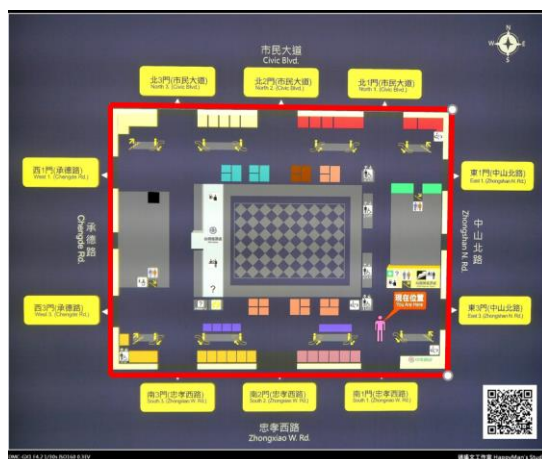 N
W
E
S
市民大道
Civic Blvd.
北3門(市民大道)
North 3. (Civic Blvd.)
北2門(市民大道)
North 2. (Civic Blvd.)
北1門(市民大道)
North 1. (Civic Blvd.)
西1門(承德路)
West 1. (Chengde Rd.)
東1門(中山北路)
East 1. (Zhongshan N. Rd.)
承德路
Chengde Rd.
中山北路
Zhongshan N. Rd.
?
?
?
現在位置
You Are Here
西3門(承德路)
West 3. (Chengde Rd.)
東3門(中山北路)
East 3. (Zhongshan N. Rd.)
南3門(忠孝西路)
South 3. (Zhongxiao W. Rd.)
南2門(忠孝西路)
South 2. (Zhongxiao W. Rd.)
南1門(忠孝西路)
South 1. (Zhongxiao W. Rd.)
忠孝西路
Zhongxiao W. Rd.